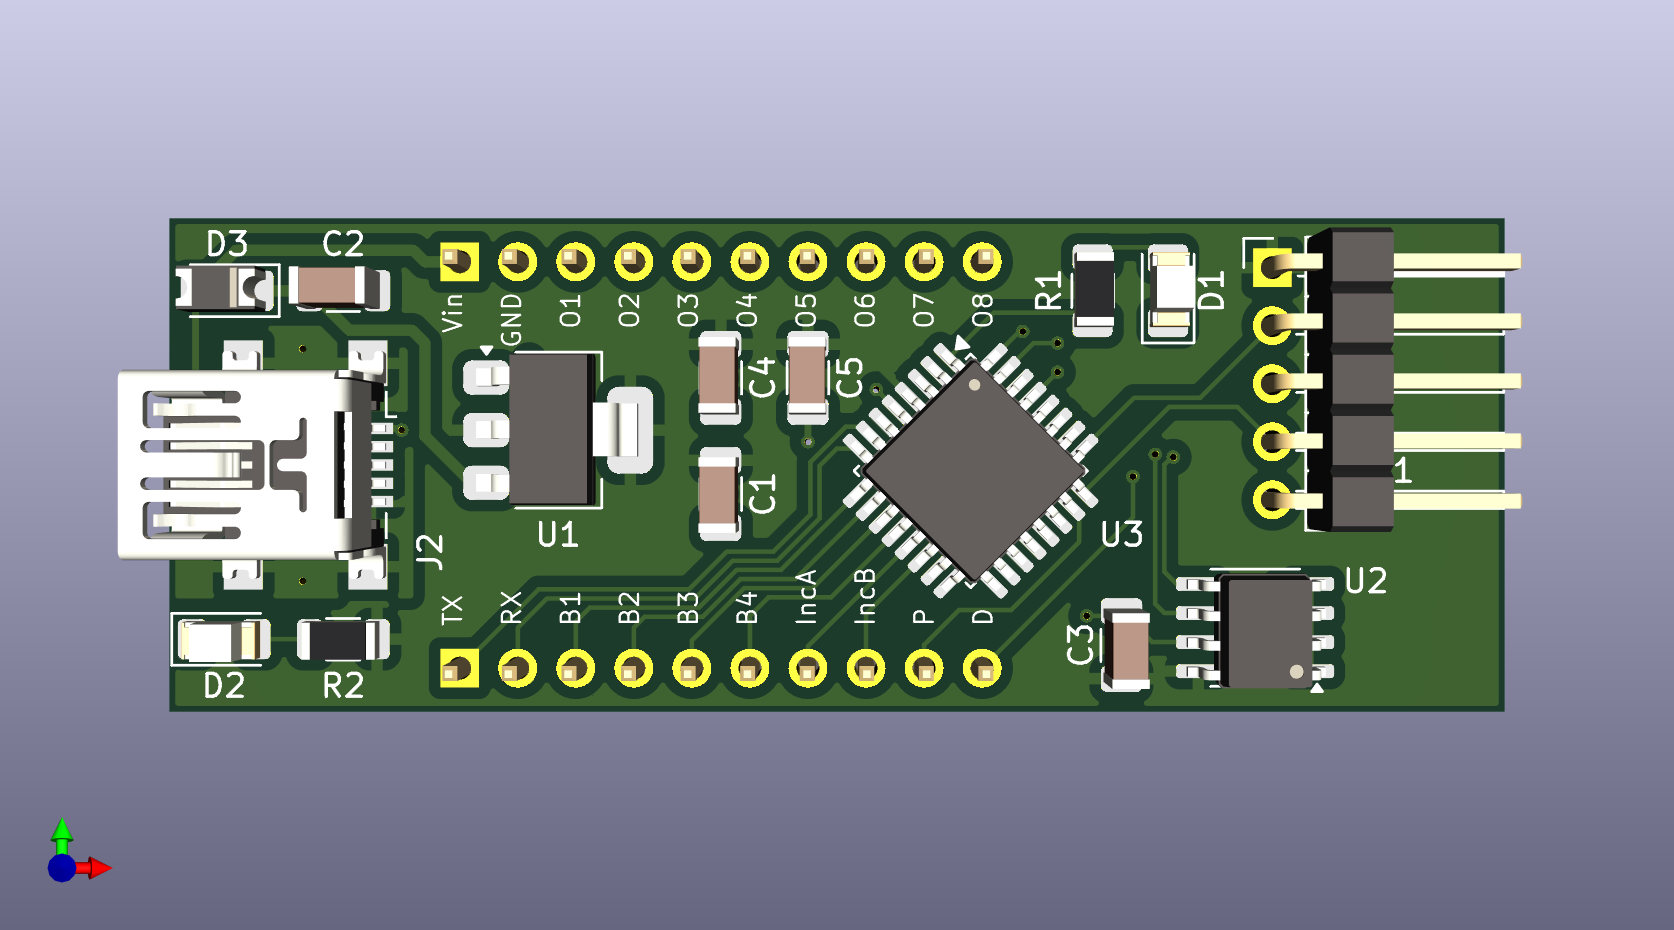 D3
C2
Vin
GND
O1
O2
O3
O4
O5
O6
O7
O8
R1
D1
C4
C5
C1
U1
J2
U3
1
U2
TX
RX
B1
B2
B3
B4
IncA
IncB
P
D
C3
D2
R2